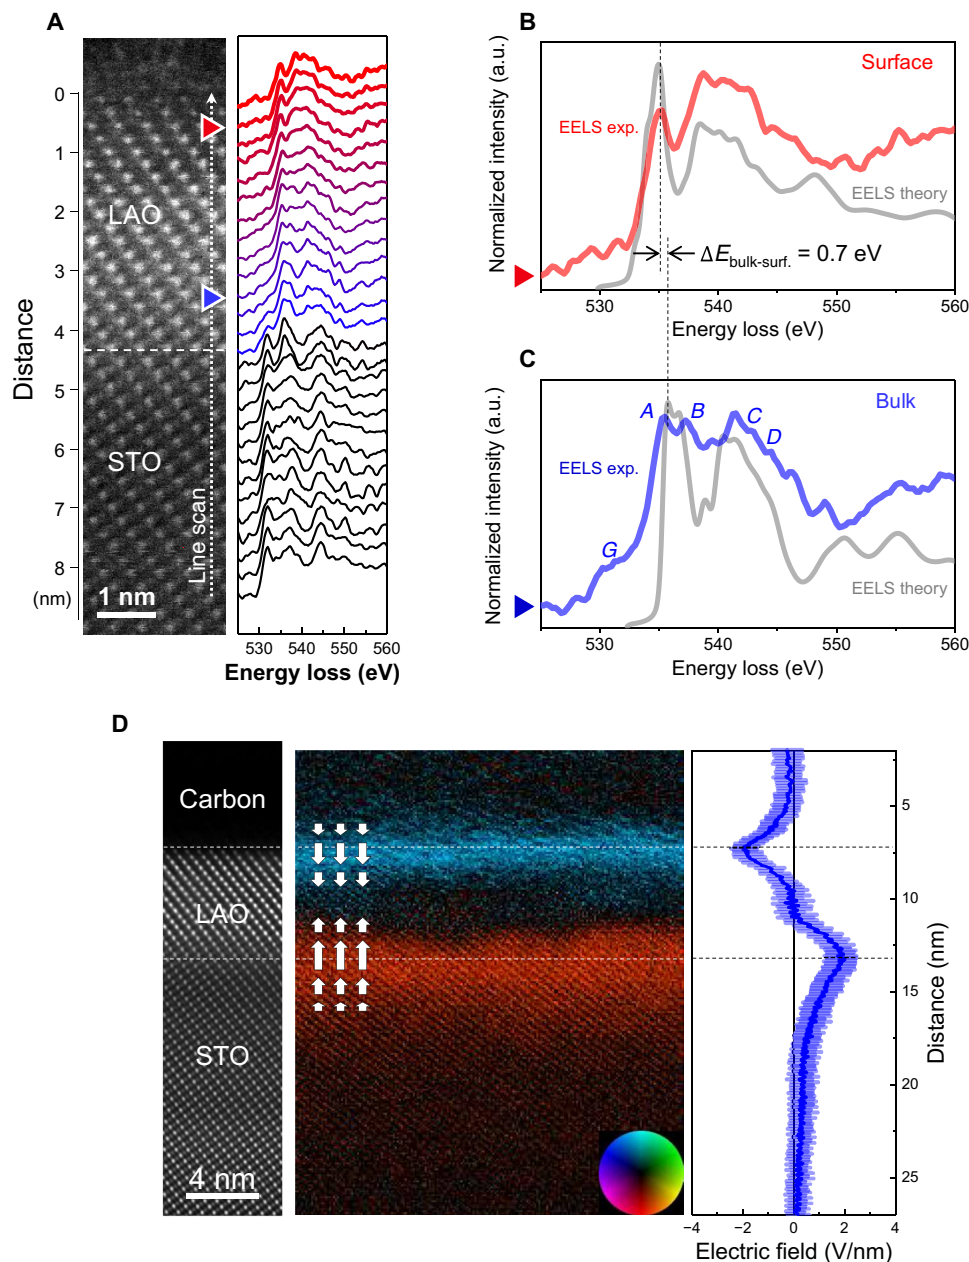 A
0
1
2
3
4
5
6
7
8
(nm)
Distance
LAO
STO
Line scan
1 nm
530 540 550 560
Energy loss (eV)
B
Surface
EELS exp.
EELS theory
ΔE bulk-surf. = 0.7 eV
Normalized intensity (a.u.)
530 540 550 560
Energy loss (eV)
C
Bulk
A B C D
EELS exp.
G
EELS theory
Normalized intensity (a.u.)
530 540 550 560
Energy loss (eV)
D
Carbon
LAO
STO
4 nm
5
10
15
20
25
Distance (nm)
−4 −2 0 2 4
Electric field (V/nm)